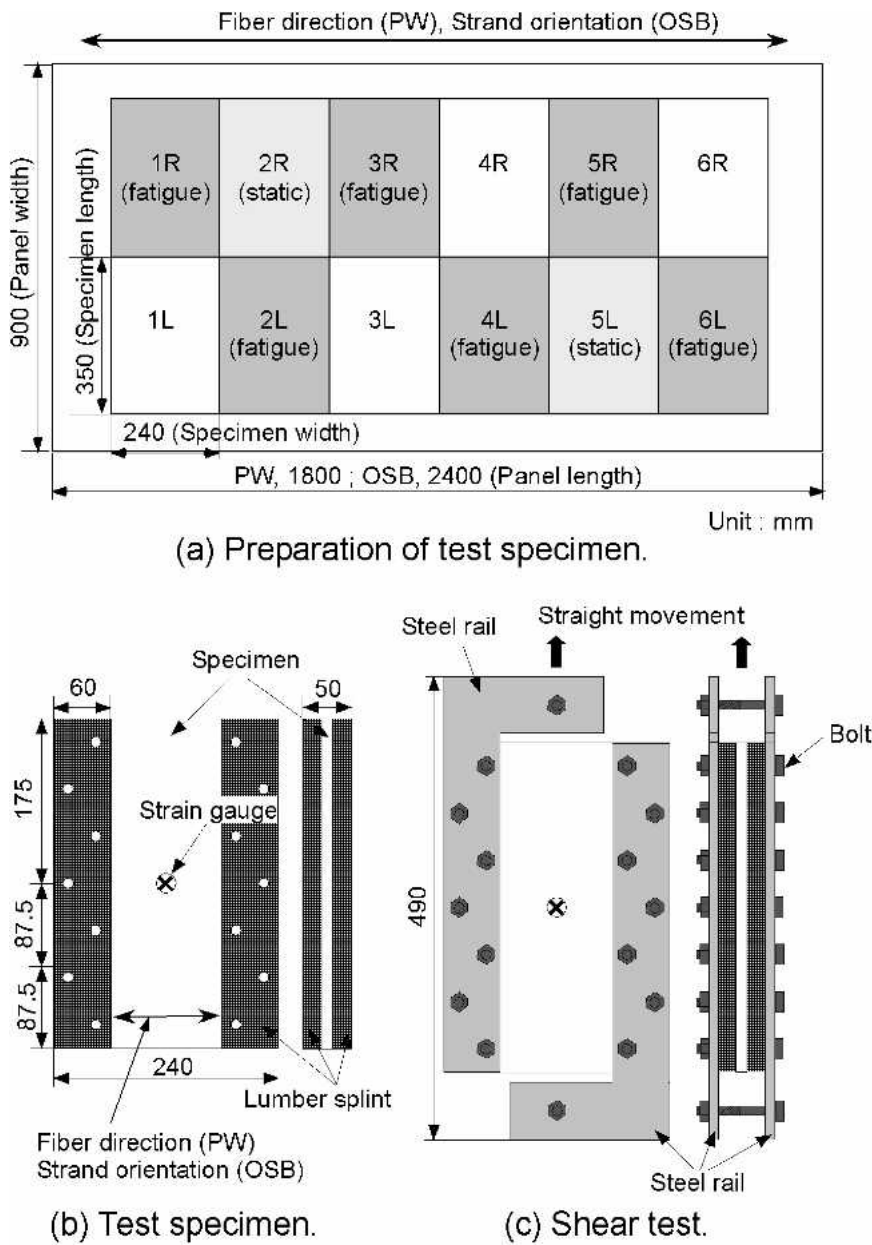 Fiber direction (PW), Strand orientation (OSB)
900 (Panel width)
350 (Specimen length)
1R
(fatigue)
2R
(static)
3R
(fatigue)
4R
5R
(fatigue)
6R
1L
2L
(fatigue)
3L
4L
(fatigue)
5L
(static)
6L
(fatigue)
240 (Specimen width)
PW, 1800 ; OSB, 2400 (Panel length)
Unit : mm
(a) Preparation of test specimen.
Specimen
60
50
175
Strain gauge
87.5
87.5
240
Lumber splint
Fiber direction (PW)
Strand orientation (OSB)
(b) Test specimen.
Straight movement
Steel rail
Bolt
490
Steel rail
(c) Shear test.